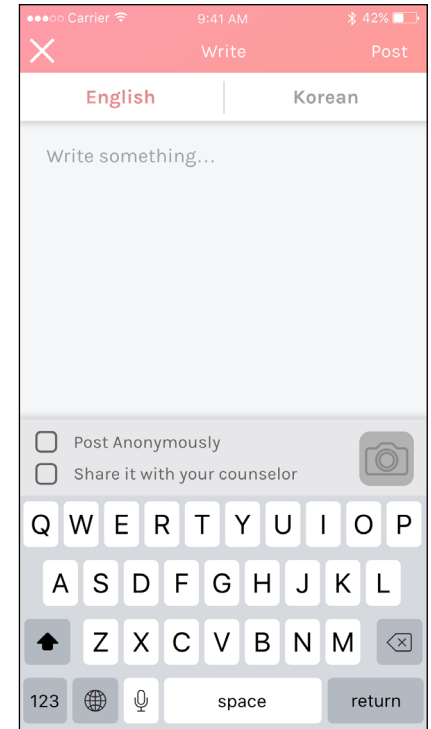 Carrier 9:41 AM 42%
Write Post
English Korean
Write something...
Post Anonymously
Share it with your counselor
Q W E R T Y U I O P
A S D F G H J K L
Z X C V B N M
123 space return